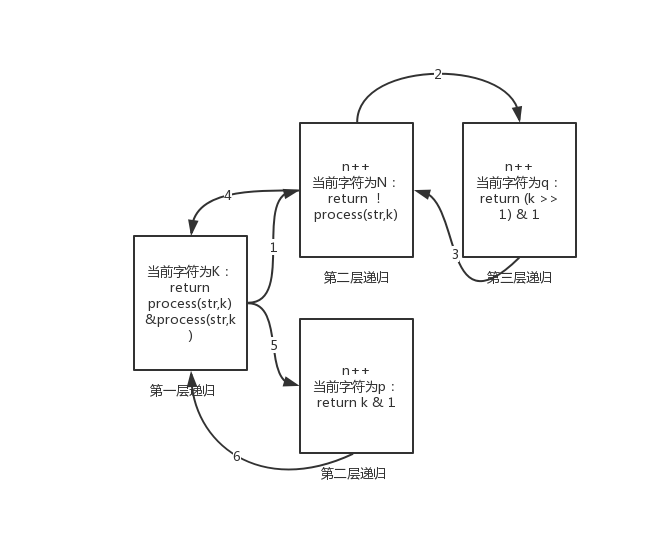 2
n++
当前字符为N：
return ！
process(str,k)
第二层递归
n++
当前字符为q：
return (k >>
1) & 1
第三层递归
4
1
3
当前字符为K：
return
process(str,k)
&process(str,k
)
第一层递归
5
n++
当前字符为p：
return k & 1
第二层递归
6